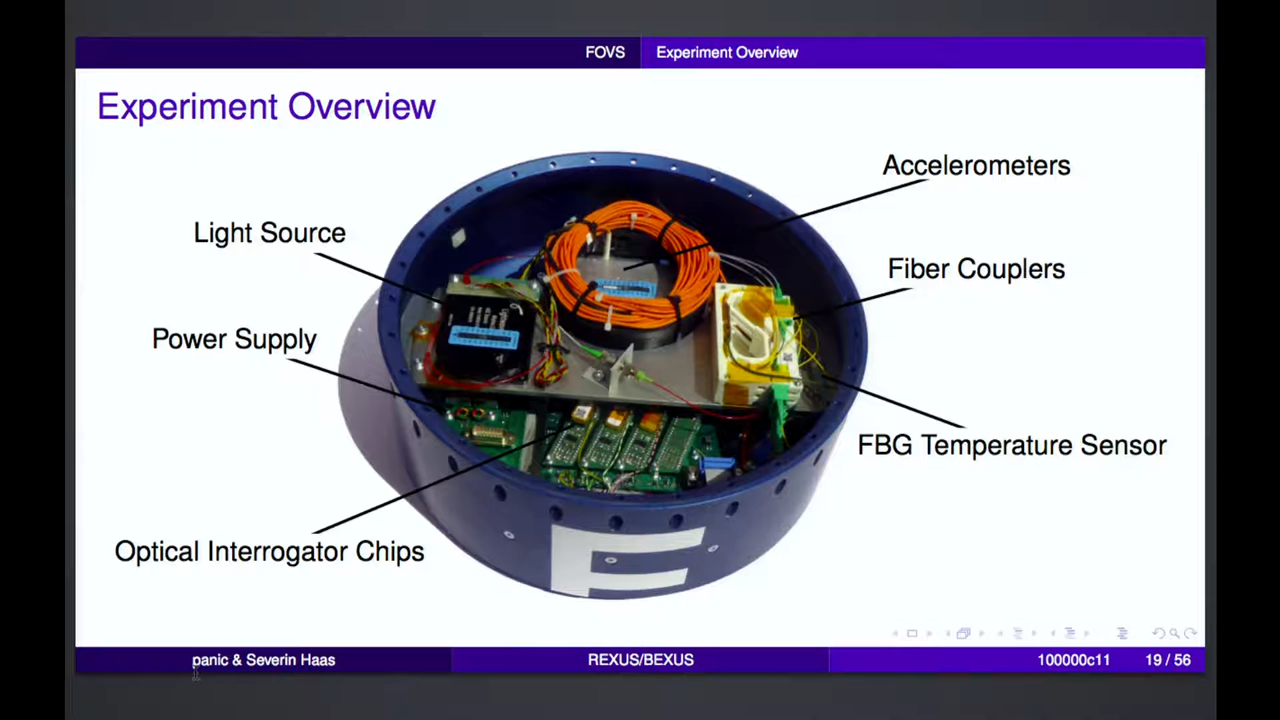 FOVS
Experiment Overview
Experiment Overview
Accelerometers
Light Source
Fiber Couplers
Power Supply
FBG Temperature Sensor
Optical Interrogator Chips
E
panic & Severin Haas
REXUS/BEXUS
100000c11
19 / 56